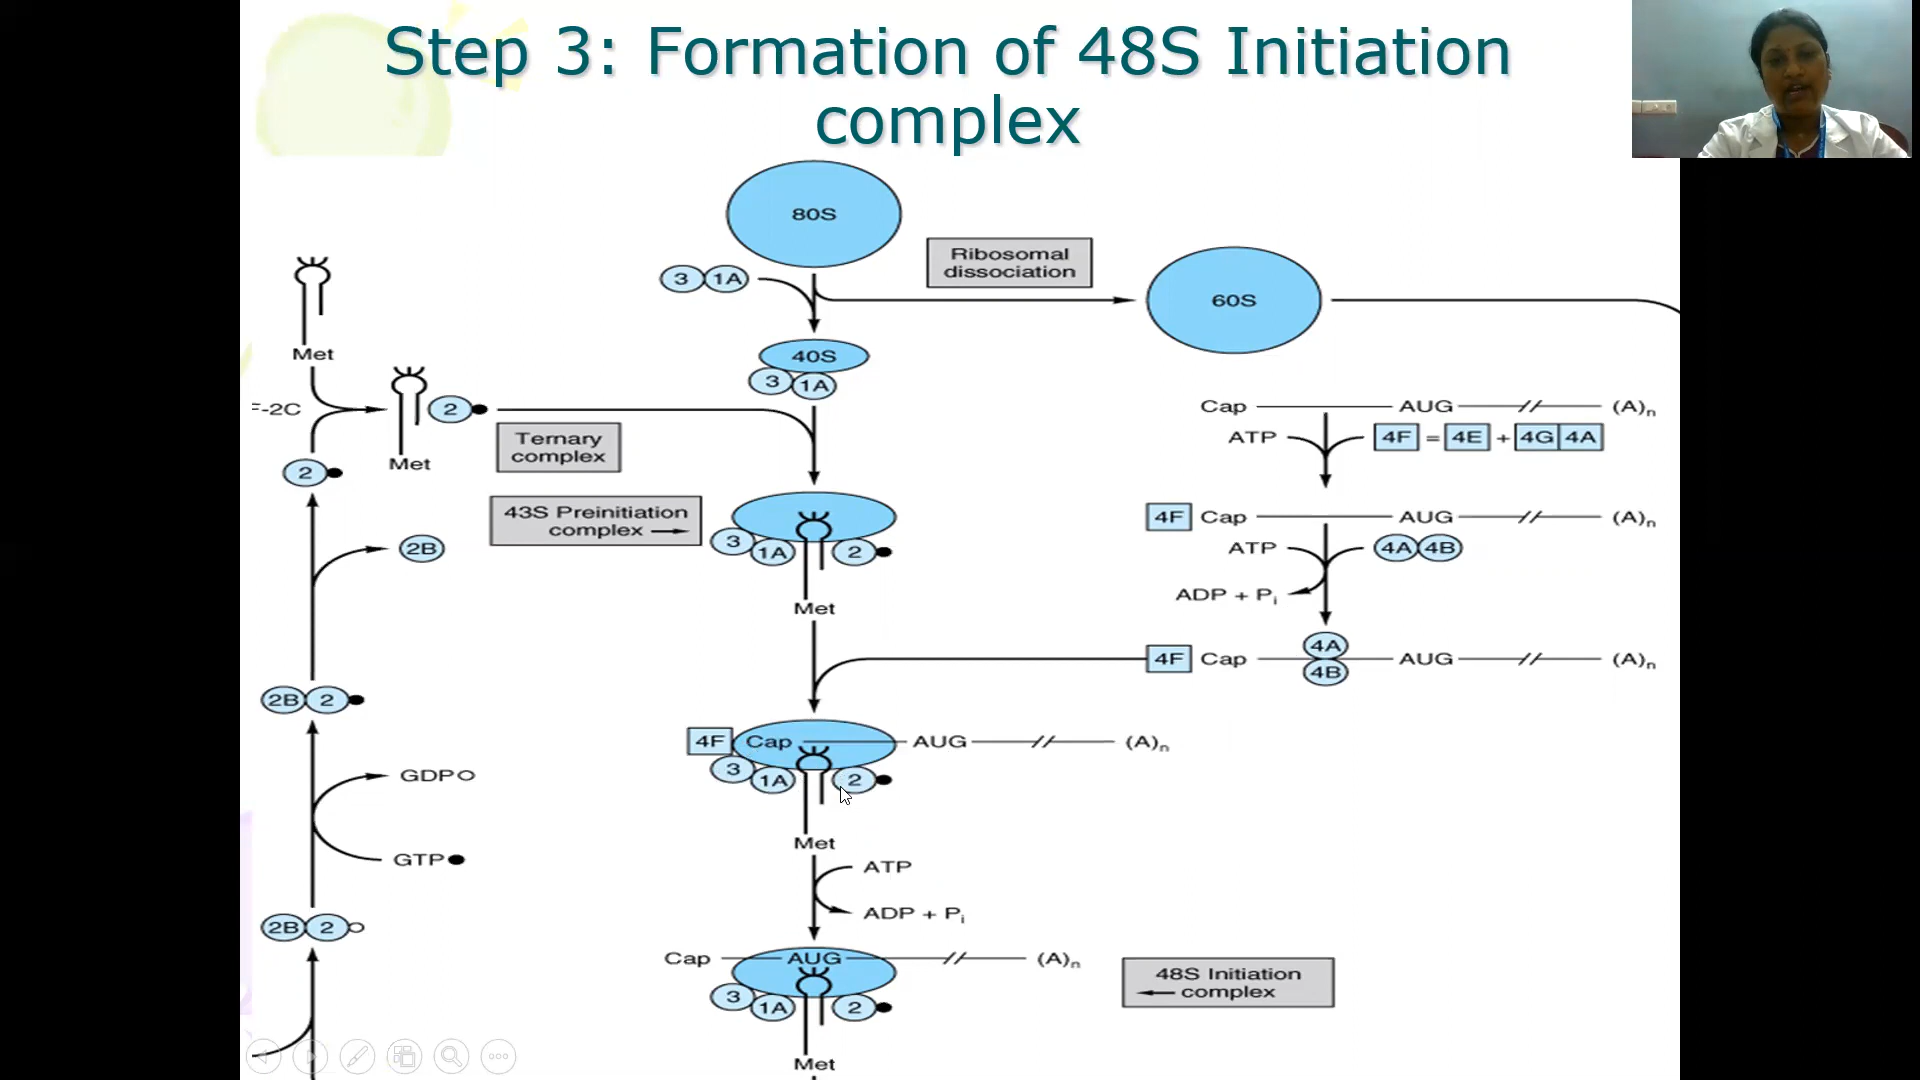 Step 3: Formation of 48S Initiation
complex
80S
3 1A
Ribosomal
dissociation
60S
Met
40S
3 1A
F-2C
2
Met
Ternary
complex
2
Cap AUG (A)n
ATP 4F = 4E + 4G 4A
43S Preinitiation
complex
3 1A 2
Met
2B
4F Cap AUG (A)n
ATP 4A 4B
ADP + Pi
4F Cap 4A 4B AUG (A)n
2B 2
4F Cap AUG (A)n
3 1A 2
Met
GDP
GTP
ATP
ADP + Pi
2B 2
Cap AUG (A)n
3 1A 2
Met
48S Initiation
complex